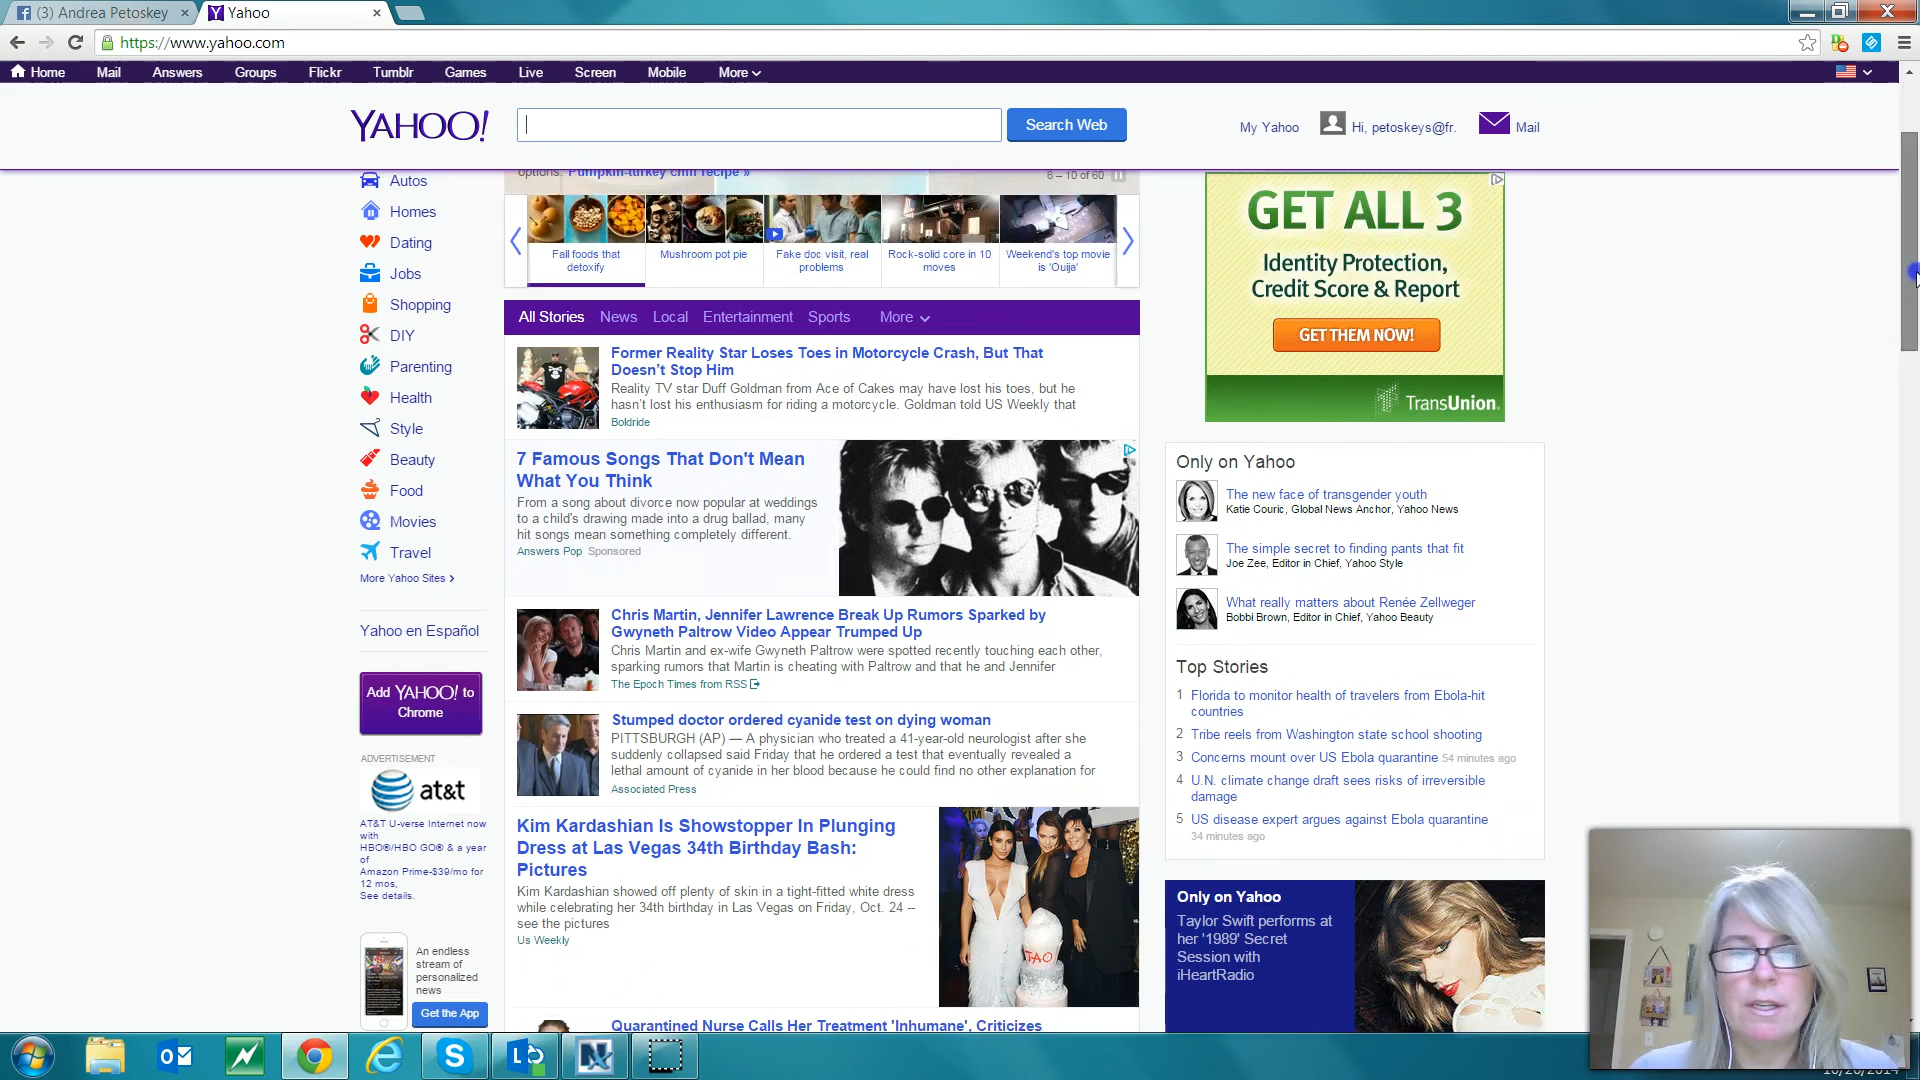 (3) Andrea Petoskey
Yahoo
https://www.yahoo.com
Home Mail Answers Groups Flickr Tumblr Games Live Screen Mobile More
YAHOO!
Search Web
My Yahoo
Hi, petoskeys@fr.
Mail
Autos
Homes
Dating
Jobs
Shopping
DIY
Parenting
Health
Style
Beauty
Food
Movies
Travel
More Yahoo Sites >
Yahoo en Español
Add YAHOO! to
Chrome
ADVERTISEMENT
at&t
AT&T U-verse Internet now
with
HBO®/HBO GO® & a year
of
Amazon Prime-$39/mo for
12 mos,
See details.
An endless
stream of
personalized
news
Get the App
options. Pumpkin-turkey chili recipe »
6 – 10 of 60
Fall foods that
detoxify
Mushroom pot pie
Fake doc visit, real
problems
Rock-solid core in 10
moves
Weekend's top movie
is 'Ouija'
All Stories News Local Entertainment Sports More
Former Reality Star Loses Toes in Motorcycle Crash, But That
Doesn't Stop Him
Reality TV star Duff Goldman from Ace of Cakes may have lost his toes, but he
hasn't lost his enthusiasm for riding a motorcycle. Goldman told US Weekly that
Boldride
7 Famous Songs That Don't Mean
What You Think
From a song about divorce now popular at weddings
to a child's drawing made into a drug ballad, many
hit songs mean something completely different.
Answers Pop Sponsored
Chris Martin, Jennifer Lawrence Break Up Rumors Sparked by
Gwyneth Paltrow Video Appear Trumped Up
Chris Martin and ex-wife Gwyneth Paltrow were spotted recently touching each other,
sparking rumors that Martin is cheating with Paltrow and that he and Jennifer
The Epoch Times from RSS
Stumped doctor ordered cyanide test on dying woman
PITTSBURGH (AP) — A physician who treated a 41-year-old neurologist after she
suddenly collapsed said Friday that he ordered a test that eventually revealed a
lethal amount of cyanide in her blood because he could find no other explanation for
Associated Press
Kim Kardashian Is Showstopper In Plunging
Dress at Las Vegas 34th Birthday Bash:
Pictures
Kim Kardashian showed off plenty of skin in a tight-fitted white dress
while celebrating her 34th birthday in Las Vegas on Friday, Oct. 24 --
see the pictures
Us Weekly
TAO
Quarantined Nurse Calls Her Treatment 'Inhumane', Criticizes
GET ALL 3
Identity Protection,
Credit Score & Report
GET THEM NOW!
TransUnion.
Only on Yahoo
The new face of transgender youth
Katie Couric, Global News Anchor, Yahoo News
The simple secret to finding pants that fit
Joe Zee, Editor in Chief, Yahoo Style
What really matters about Renée Zellweger
Bobbi Brown, Editor in Chief, Yahoo Beauty
Top Stories
1 Florida to monitor health of travelers from Ebola-hit
countries
2 Tribe reels from Washington state school shooting
3 Concerns mount over US Ebola quarantine 54 minutes ago
4 U.N. climate change draft sees risks of irreversible
damage
5 US disease expert argues against Ebola quarantine
34 minutes ago
Only on Yahoo
Taylor Swift performs at
her '1989' Secret
Session with
iHeartRadio